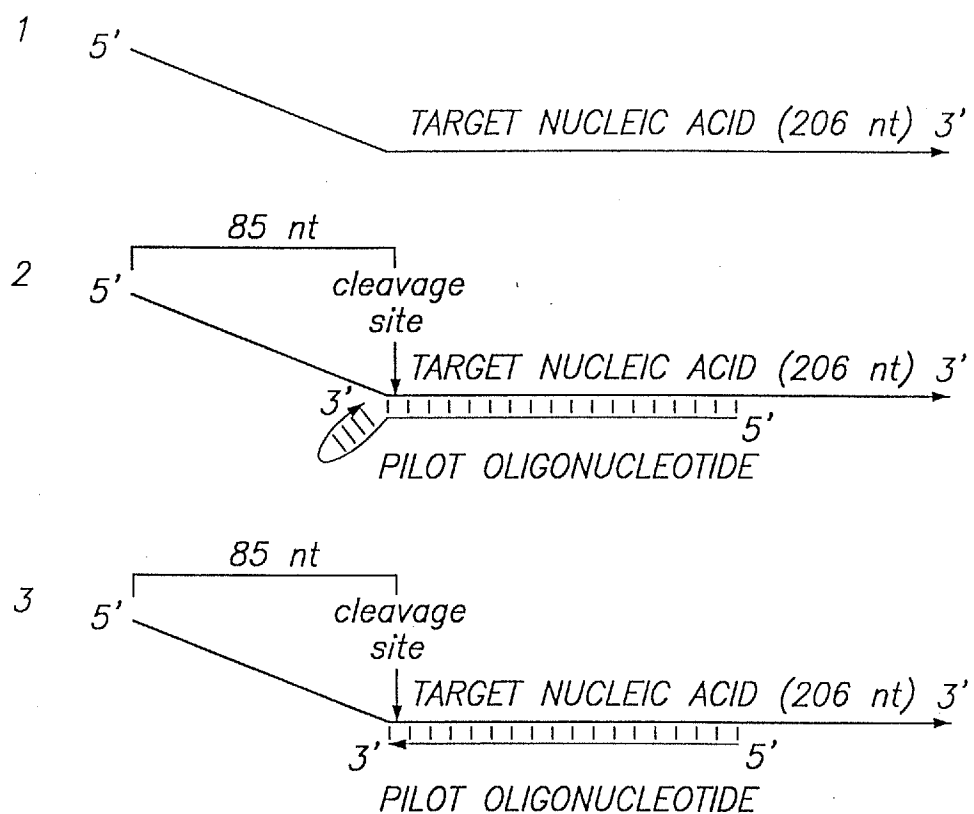 1
5'
TARGET NUCLEIC ACID (206 nt) 3'
85 nt
2
5'
cleavage
site
TARGET NUCLEIC ACID (206 nt) 3'
3'
5'
PILOT OLIGONUCLEOTIDE
85 nt
3
5'
cleavage
site
TARGET NUCLEIC ACID (206 nt) 3'
3'
5'
PILOT OLIGONUCLEOTIDE